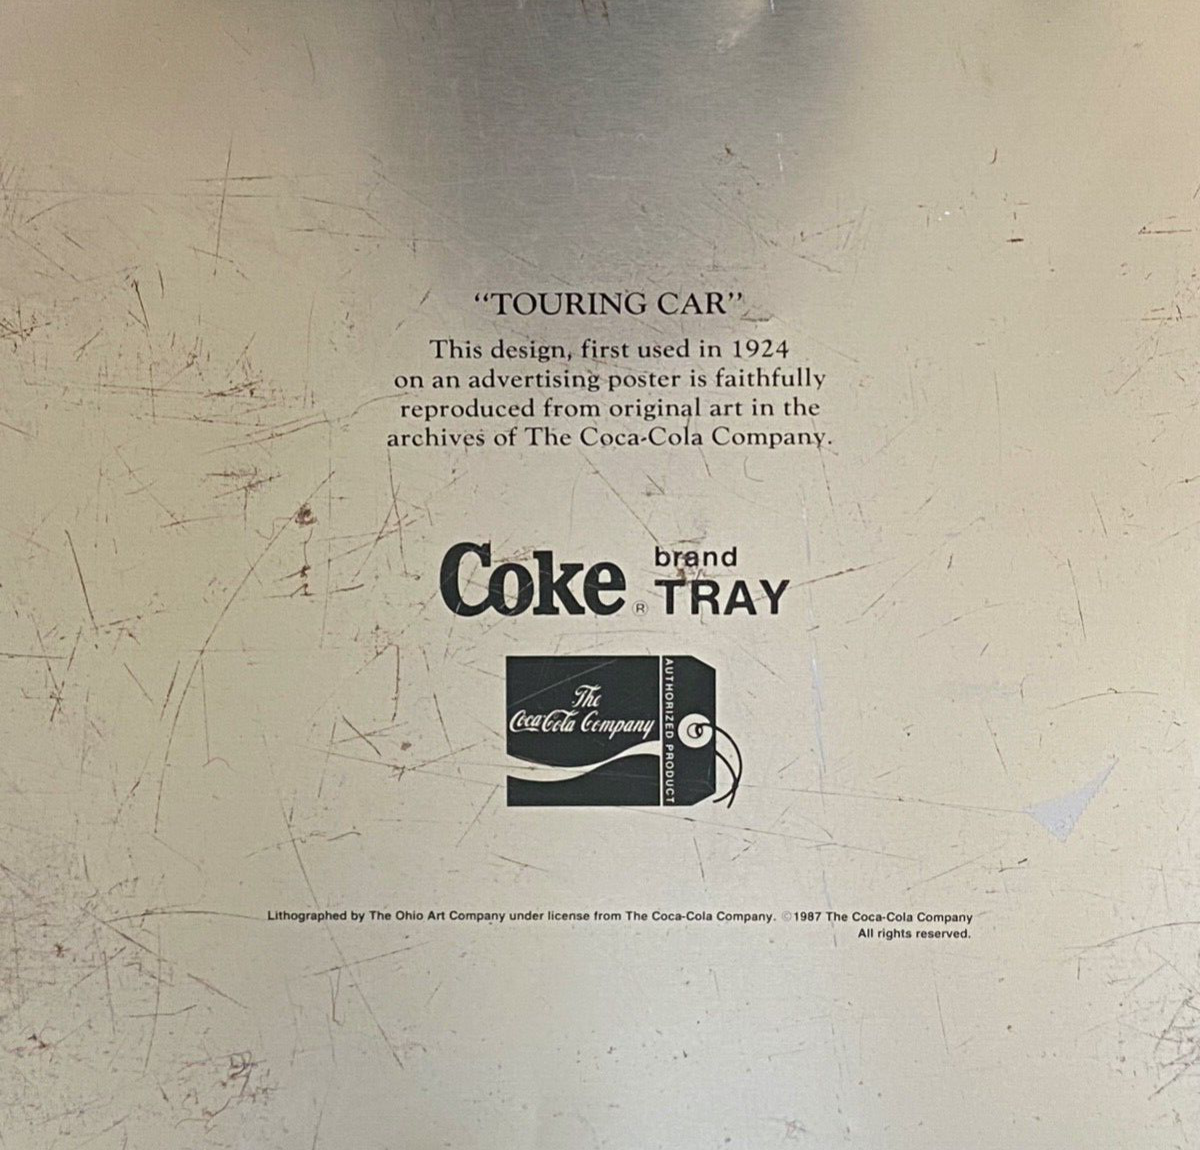 “TOURING CAR”
This design, first used in 1924
on an advertising poster is faithfully
reproduced from original art in the
archives of The Coca-Cola Company.
Coke ® brand
TRAY
The
Coca-Cola Company
AUTHORIZED PRODUCT
Lithographed by The Ohio Art Company under license from The Coca-Cola Company. ©1987 The Coca-Cola Company
All rights reserved.